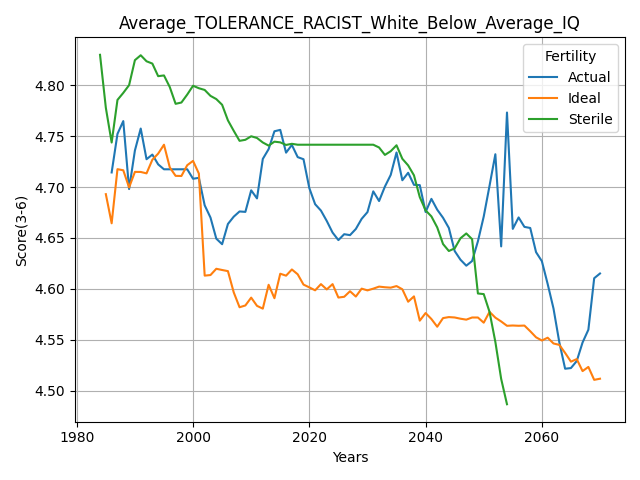 Average_TOLERANCE_RACIST_White_Below_Average_IQ
Fertility
Actual
Ideal
Sterile
4.80
4.75
4.70
4.65
4.60
4.55
4.50
Score(3-6)
1980
2000
2020
2040
2060
Years